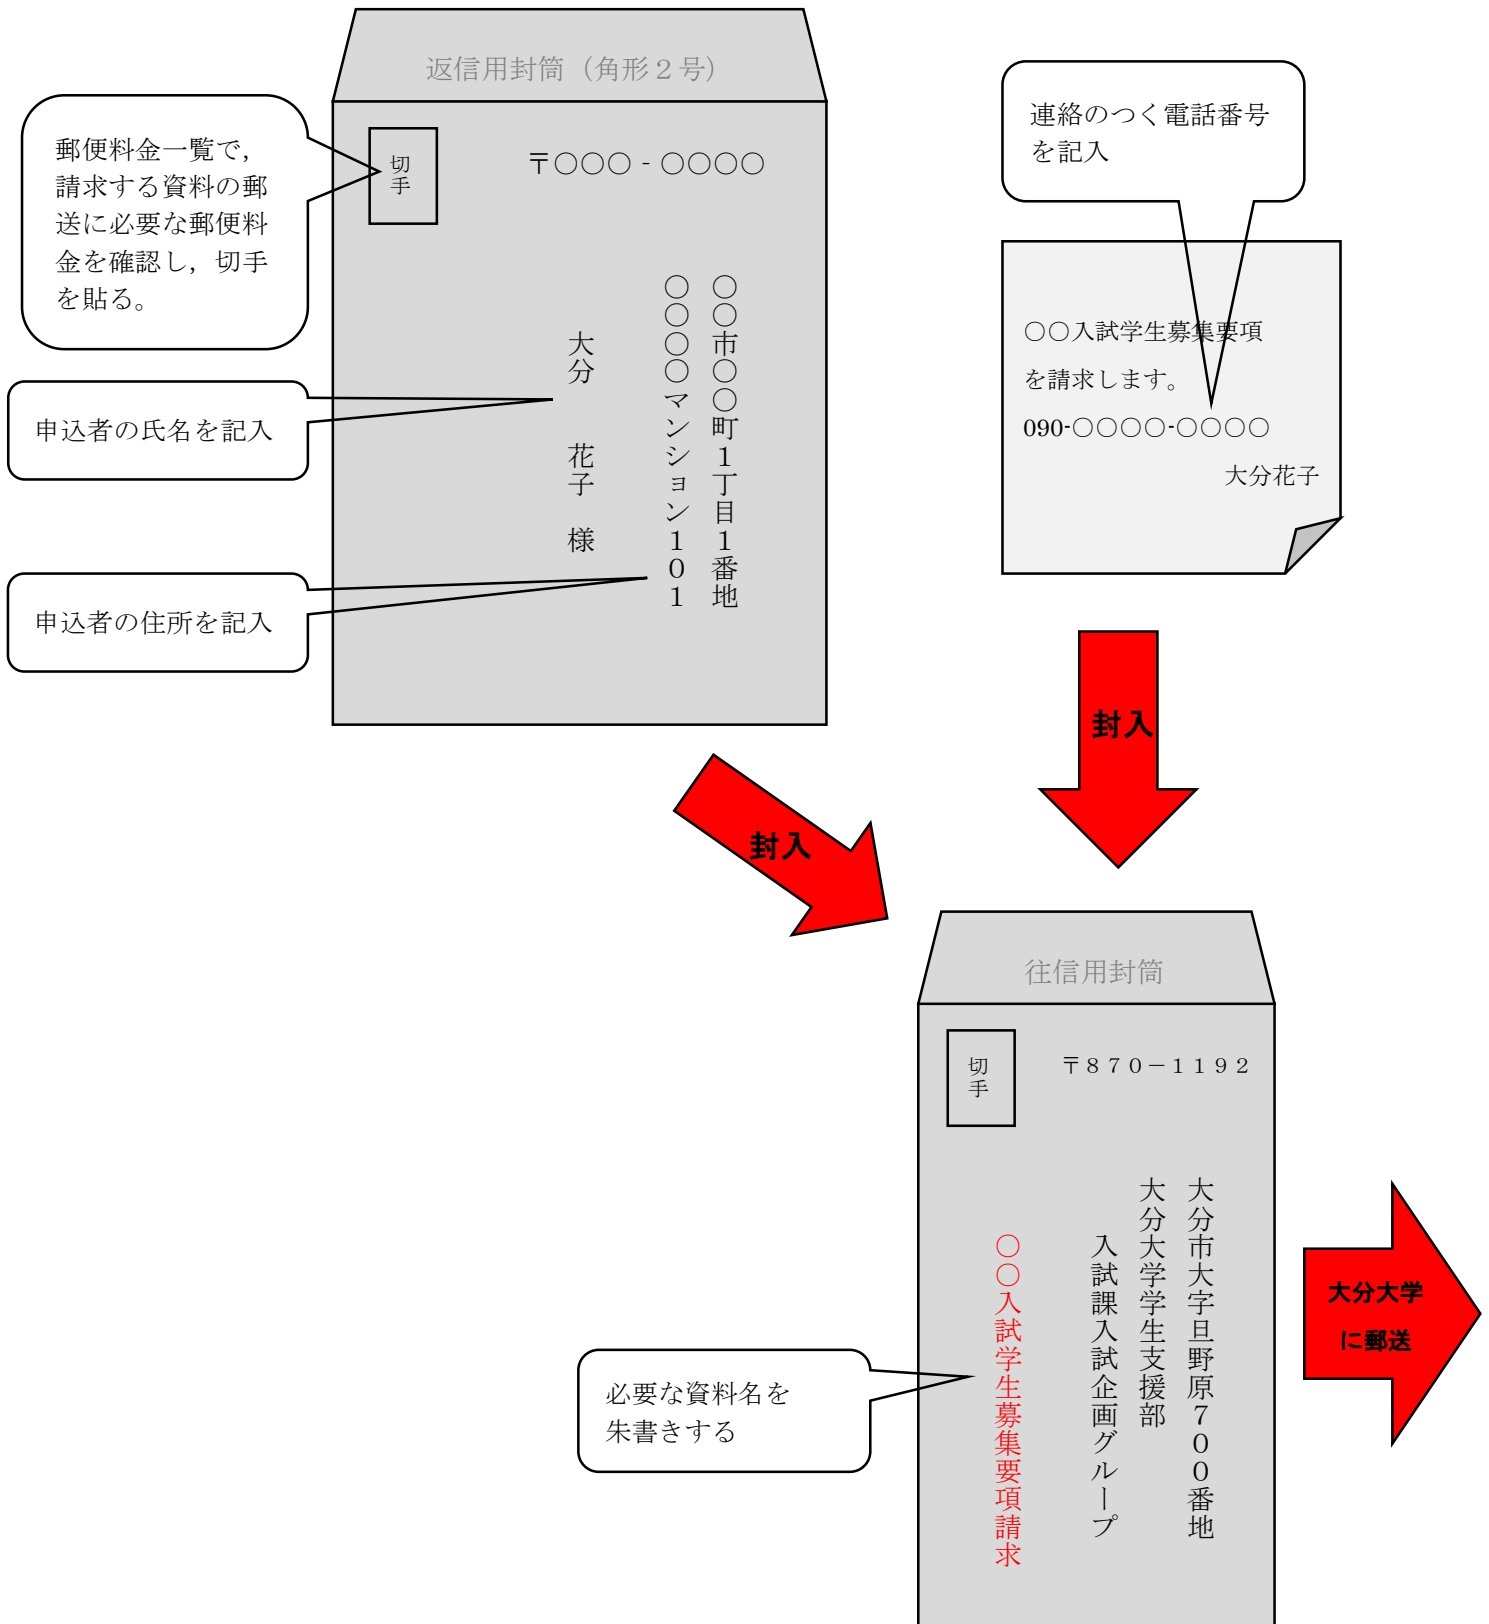 返信用封筒（角形２号）
郵便料金一覧で，
請求する資料の郵
送に必要な郵便料
金を確認し，切手
を貼る。
切手
〒○○○‐○○○○
○○市○○町１丁目１番地
○○○○マンション１０１
大分　花子　様
申込者の氏名を記入
申込者の住所を記入
連絡のつく電話番号
を記入
○○入試学生募集要項
を請求します。
090-○○○○-○○○○
大分花子
封入
封入
往信用封筒
切手
〒８７０－１１９２
大分市大字旦野原７００番地
大分大学学生支援部
入試課入試企画グループ
○○入試学生募集要項請求
必要な資料名を
朱書きする
大分大学
に郵送